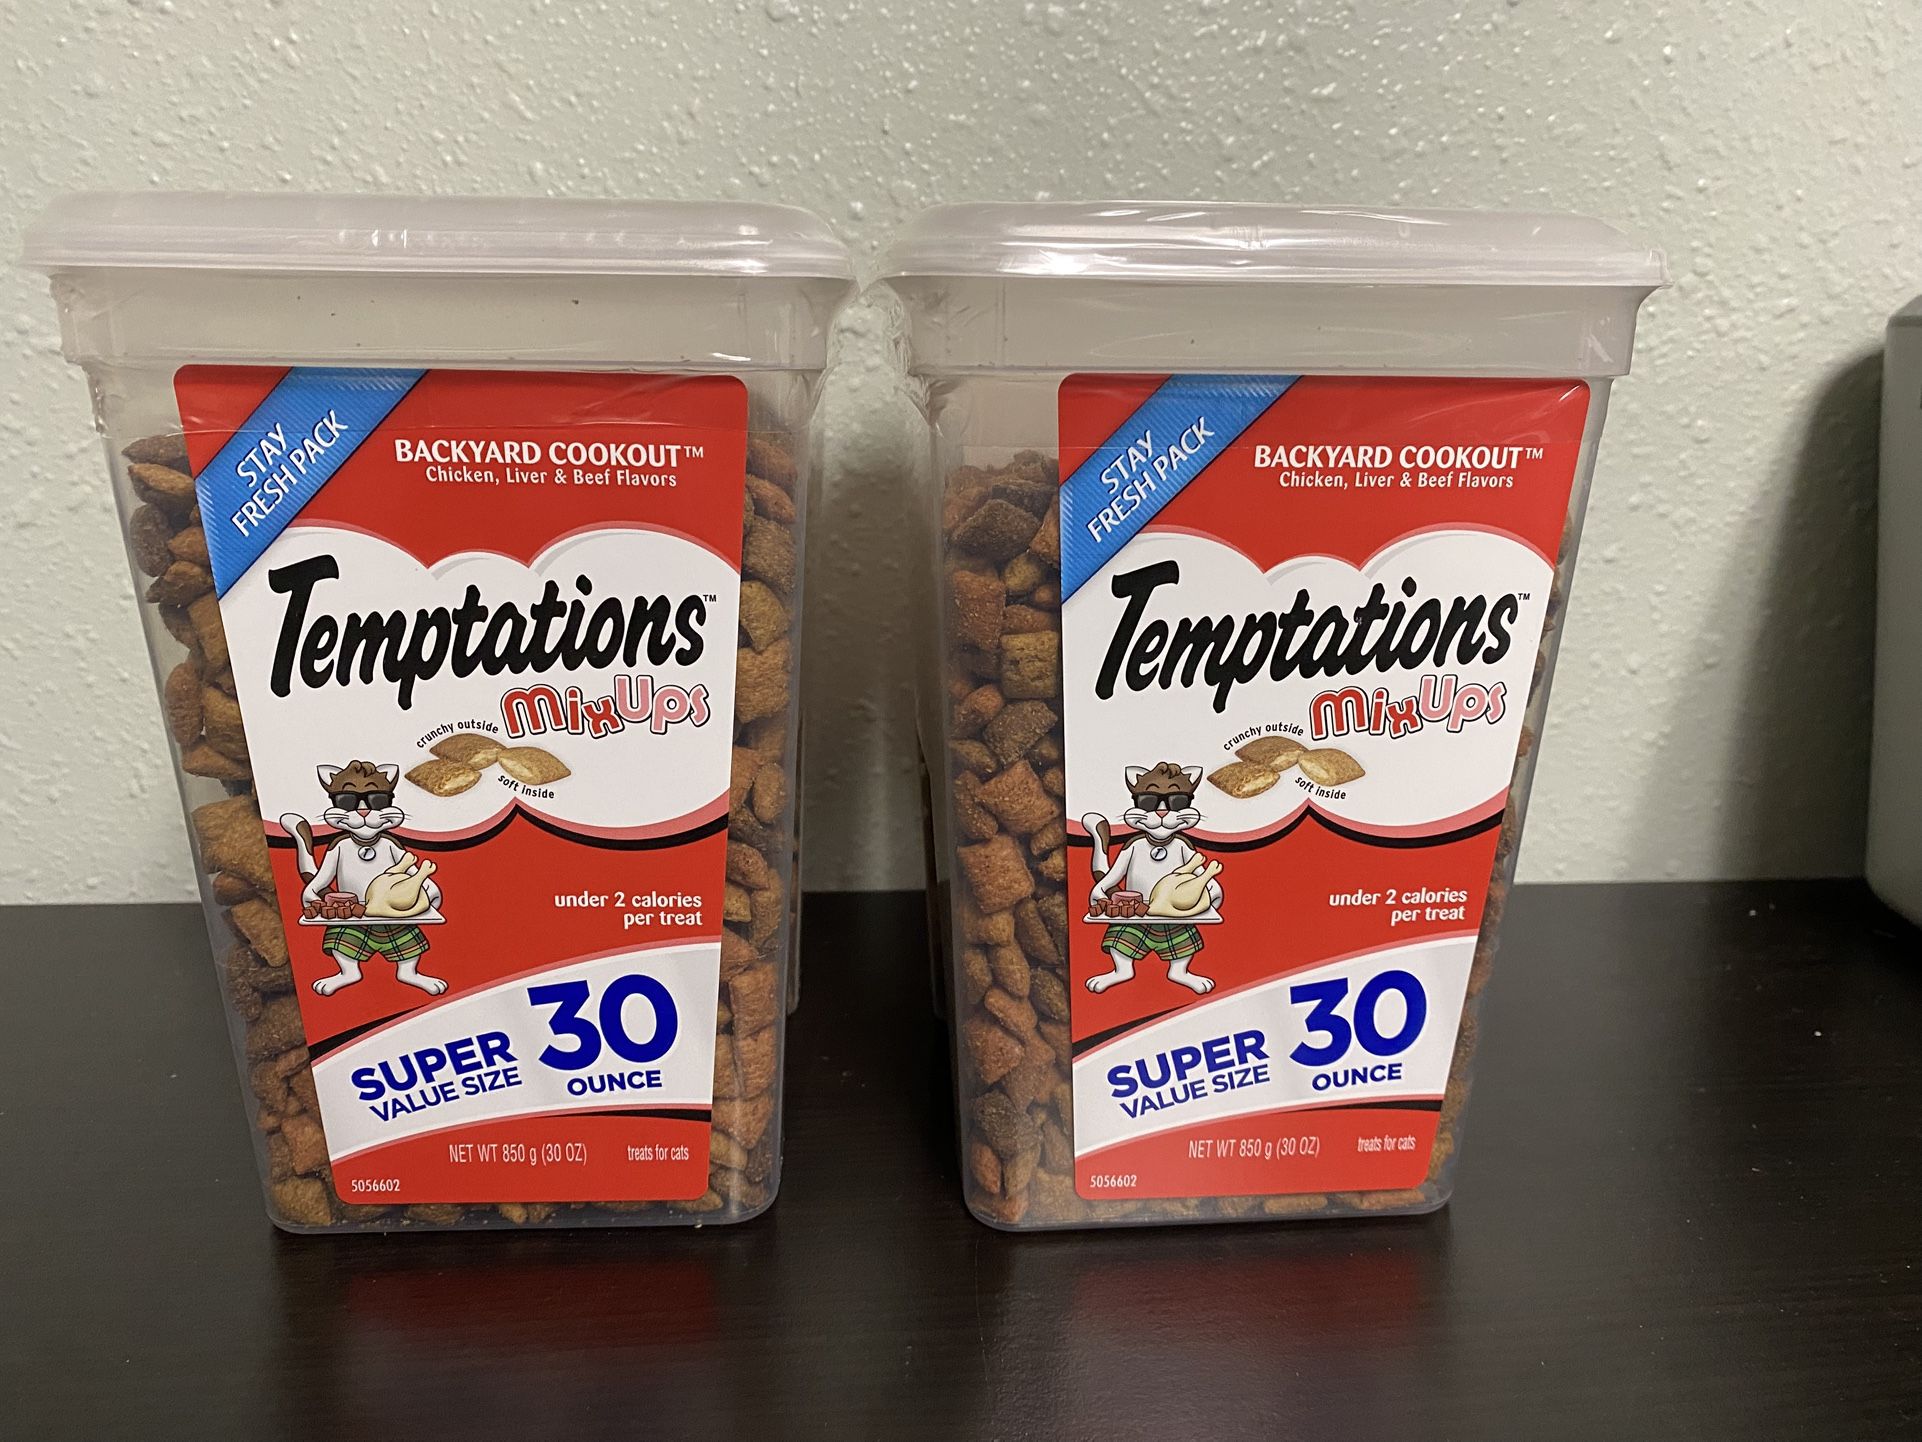 STAY
FRESH PACK
BACKYARD COOKOUT™
Chicken, Liver & Beef Flavors
Temptations™
MixUps
crunchy outside
soft inside
under 2 calories
per treat
SUPER
VALUE SIZE
30
OUNCE
NET WT 850 g (30 OZ)
treats for cats
5056602
STAY
FRESH PACK
BACKYARD COOKOUT™
Chicken, Liver & Beef Flavors
Temptations™
MixUps
crunchy outside
soft inside
under 2 calories
per treat
SUPER
VALUE SIZE
30
OUNCE
NET WT 850 g (30 OZ)
treats for cats
5056602